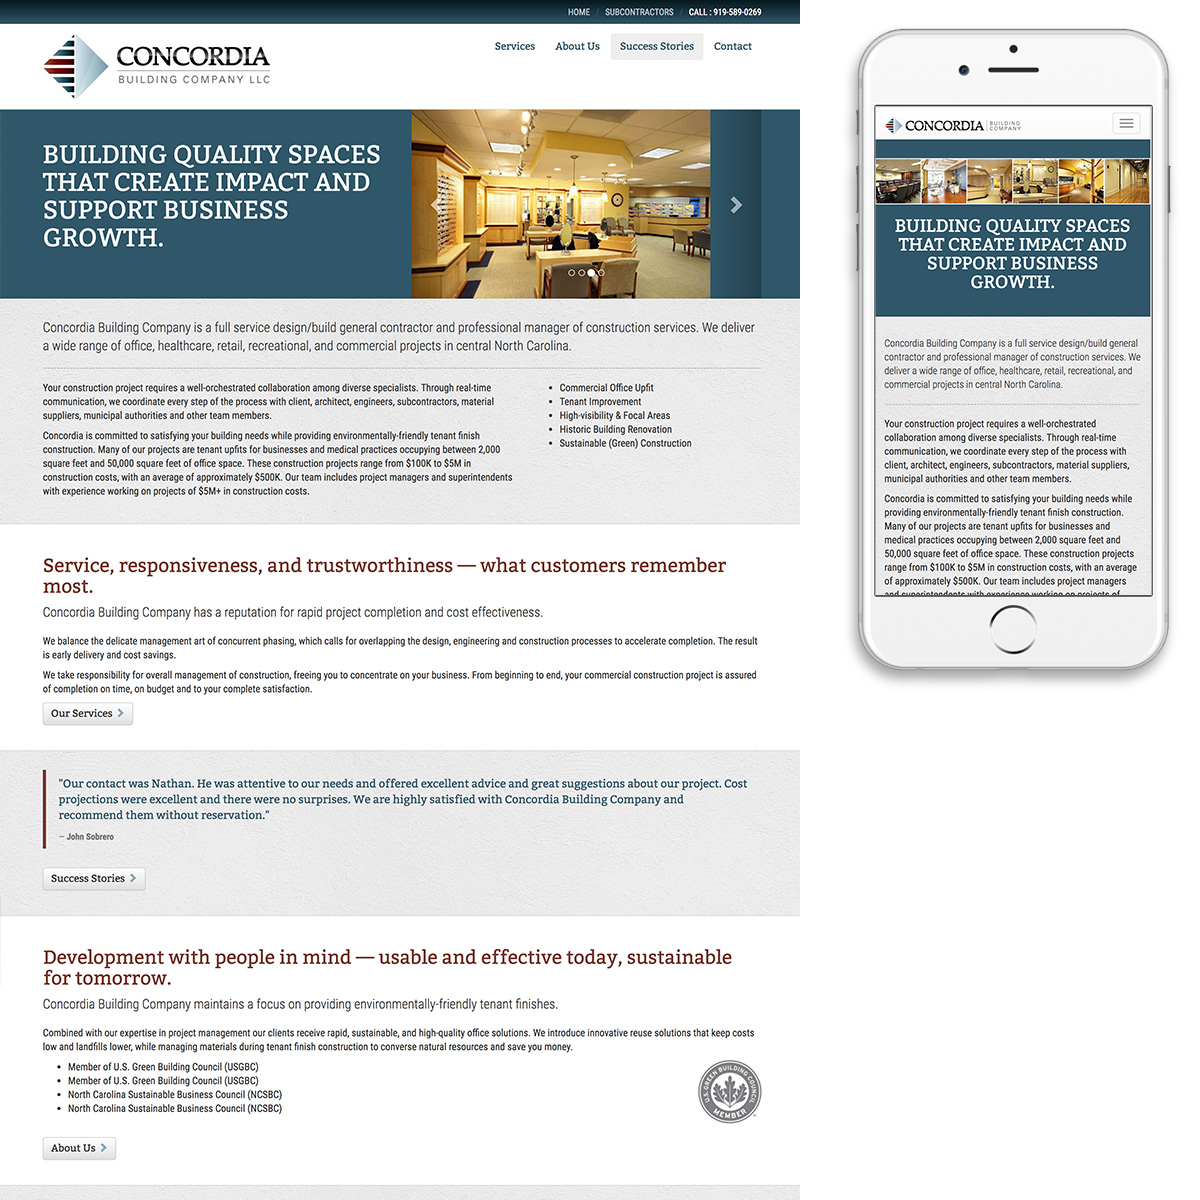 HOME / SUBCONTRACTORS / CALL : 919-589-0269
CONCORDIA
BUILDING COMPANY LLC
Services About Us Success Stories Contact
BUILDING QUALITY SPACES
THAT CREATE IMPACT AND
SUPPORT BUSINESS
GROWTH.
Concordia Building Company is a full service design/build general contractor and professional manager of construction services. We deliver
a wide range of office, healthcare, retail, recreational, and commercial projects in central North Carolina.
Your construction project requires a well-orchestrated collaboration among diverse specialists. Through real-time
communication, we coordinate every step of the process with client, architect, engineers, subcontractors, material
suppliers, municipal authorities and other team members.
Concordia is committed to satisfying your building needs while providing environmentally-friendly tenant finish
construction. Many of our projects are tenant upfits for businesses and medical practices occupying between 2,000
square feet and 50,000 square feet of office space. These construction projects range from $100K to $5M in
construction costs, with an average of approximately $500K. Our team includes project managers and superintendents
with experience working on projects of $5M+ in construction costs.
• Commercial Office Upfit
• Tenant Improvement
• High-visibility & Focal Areas
• Historic Building Renovation
• Sustainable (Green) Construction
Service, responsiveness, and trustworthiness — what customers remember
most.
Concordia Building Company has a reputation for rapid project completion and cost effectiveness.
We balance the delicate management art of concurrent phasing, which calls for overlapping the design, engineering and construction processes to accelerate completion. The result
is early delivery and cost savings.
We take responsibility for overall management of construction, freeing you to concentrate on your business. From beginning to end, your commercial construction project is assured
of completion on time, on budget and to your complete satisfaction.
Our Services
"Our contact was Nathan. He was attentive to our needs and offered excellent advice and great suggestions about our project. Cost
projections were excellent and there were no surprises. We are highly satisfied with Concordia Building Company and
recommend them without reservation."
— John Sobrero
Success Stories
Development with people in mind — usable and effective today, sustainable
for tomorrow.
Concordia Building Company maintains a focus on providing environmentally-friendly tenant finishes.
Combined with our expertise in project management our clients receive rapid, sustainable, and high-quality office solutions. We introduce innovative reuse solutions that keep costs
low and landfills lower, while managing materials during tenant finish construction to converse natural resources and save you money.
• Member of U.S. Green Building Council (USGBC)
• Member of U.S. Green Building Council (USGBC)
• North Carolina Sustainable Business Council (NCSBC)
• North Carolina Sustainable Business Council (NCSBC)
U.S. GREEN BUILDING COUNCIL
MEMBER
About Us
CONCORDIA
BUILDING
COMPANY
BUILDING QUALITY SPACES
THAT CREATE IMPACT AND
SUPPORT BUSINESS
GROWTH.
Concordia Building Company is a full service design/build general
contractor and professional manager of construction services. We
deliver a wide range of office, healthcare, retail, recreational, and
commercial projects in central North Carolina.
Your construction project requires a well-orchestrated
collaboration among diverse specialists. Through real-time
communication, we coordinate every step of the process with
client, architect, engineers, subcontractors, material suppliers,
municipal authorities and other team members.
Concordia is committed to satisfying your building needs while
providing environmentally-friendly tenant finish construction.
Many of our projects are tenant upfits for businesses and
medical practices occupying between 2,000 square feet and
50,000 square feet of office space. These construction projects
range from $100K to $5M in construction costs, with an average
of approximately $500K. Our team includes project managers
and superintendents with experience working on projects of